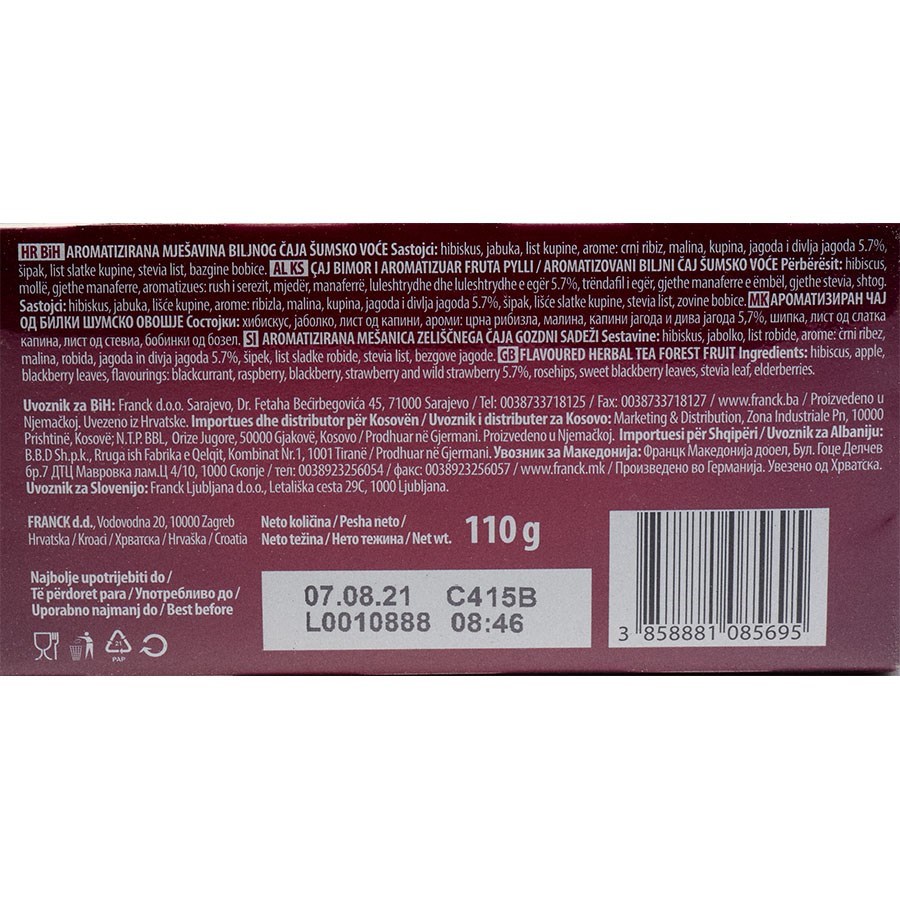 HR BiH AROMATIZIRANA MJEŠAVINA BILJNOG ČAJA ŠUMSKO VOĆE Sastojci: hibiskus, jabuka, list kupine, arome: crni ribiz, malina, kupina, jagoda i divlja jagoda 5.7%,
šipak, list slatke kupine, stevia list, bazgine bobice. AL KS ÇAJ BIMOR I AROMATIZUAR FRUTA PYLLI / AROMATIZOVANI BILJNI ČAJ ŠUMSKO VOĆE Përbërësit: hibiscus,
mollë, gjethe manaferre, aromatizues: rush i serezit, mjedër, manaferrë, luleshtrydhe dhe luleshtrydhe e egër 5.7%, trëndafil i egër, gjethe manaferre e ëmbël, gjethe stevia, shtog.
Sastojci: hibiskus, jabuka, lišće kupine, arome: ribizla, malina, kupina, jagoda i divlja jagoda 5.7%, šipak, lišće slatke kupine, stevia list, zovine bobice. MK АРОМАТИЗИРАН ЧАЈ
ОД БИЛКИ ШУМСКО ОВОШЈЕ Состојки: хибискус, јаболко, лист од капини, ароми: црна рибизла, малина, капини јагода и дива јагода 5,7%, шипка, лист од слатка
капина, лист од стевиа, бобинки од бозел. SI AROMATIZIRANA MEŠANICA ZELIŠČNEGA ČAJA GOZDNI SADEŽI Sestavine: hibiskus, jabolko, list robide, arome: črni ribez,
malina, robida, jagoda in divja jagoda 5.7%, šipek, list sladke robide, stevia list, bezgove jagode. GB FLAVOURED HERBAL TEA FOREST FRUIT Ingredients: hibiscus, apple,
blackberry leaves, flavourings: blackcurrant, raspberry, blackberry, strawberry and wild strawberry 5.7%, rosehips, sweet blackberry leaves, stevia leaf, elderberries.
Uvoznik za BiH: Franck d.o.o. Sarajevo, Dr. Fetaha Bećirbegovića 45, 71000 Sarajevo / Tel: 0038733718125 / Fax: 0038733718127 / www.franck.ba / Proizvedeno u
Njemačkoj. Uvezeno iz Hrvatske. Importues dhe distributor për Kosovën / Uvoznik i distributer za Kosovo: Marketing & Distribution, Zona Industriale Pn, 10000
Prishtinë, Kosovë; N.T.P. BBL, Orize Jugore, 50000 Gjakovë, Kosovo / Prodhuar në Gjermani. Proizvedeno u Njemačkoj. Importuesi për Shqipëri / Uvoznik za Albaniju:
B.B.D Sh.p.k., Rruga ish Fabrika e Qelqit, Kombinat Nr.1, 1001 Tiranë / Prodhuar në Gjermani. Увозник за Македонија: Францк Македонија дооел, Бул. Гоце Делчев
бр.7 ДТЦ Мавровка лам.Ц 4/10, 1000 Скопје / тел: 0038923256054 / факс: 0038923256057 / www.franck.mk / Произведено во Германија. Увезено од Хрватска.
Uvoznik za Slovenijo: Franck Ljubljana d.o.o., Letališka cesta 29C, 1000 Ljubljana.
FRANCK d.d., Vodovodna 20, 10000 Zagreb
Hrvatska / Kroaci / Хрватска / Hrvaška / Croatia
Neto količina / Pesha neto /
Neto težina / Нето тежина / Net wt. 110 g
Najbolje upotrijebiti do /
Të përdoret para / Употребливо до /
Uporabno najmanj do / Best before
07.08.21 C415B
L0010888 08:46
21
PAP
3 858881 085695